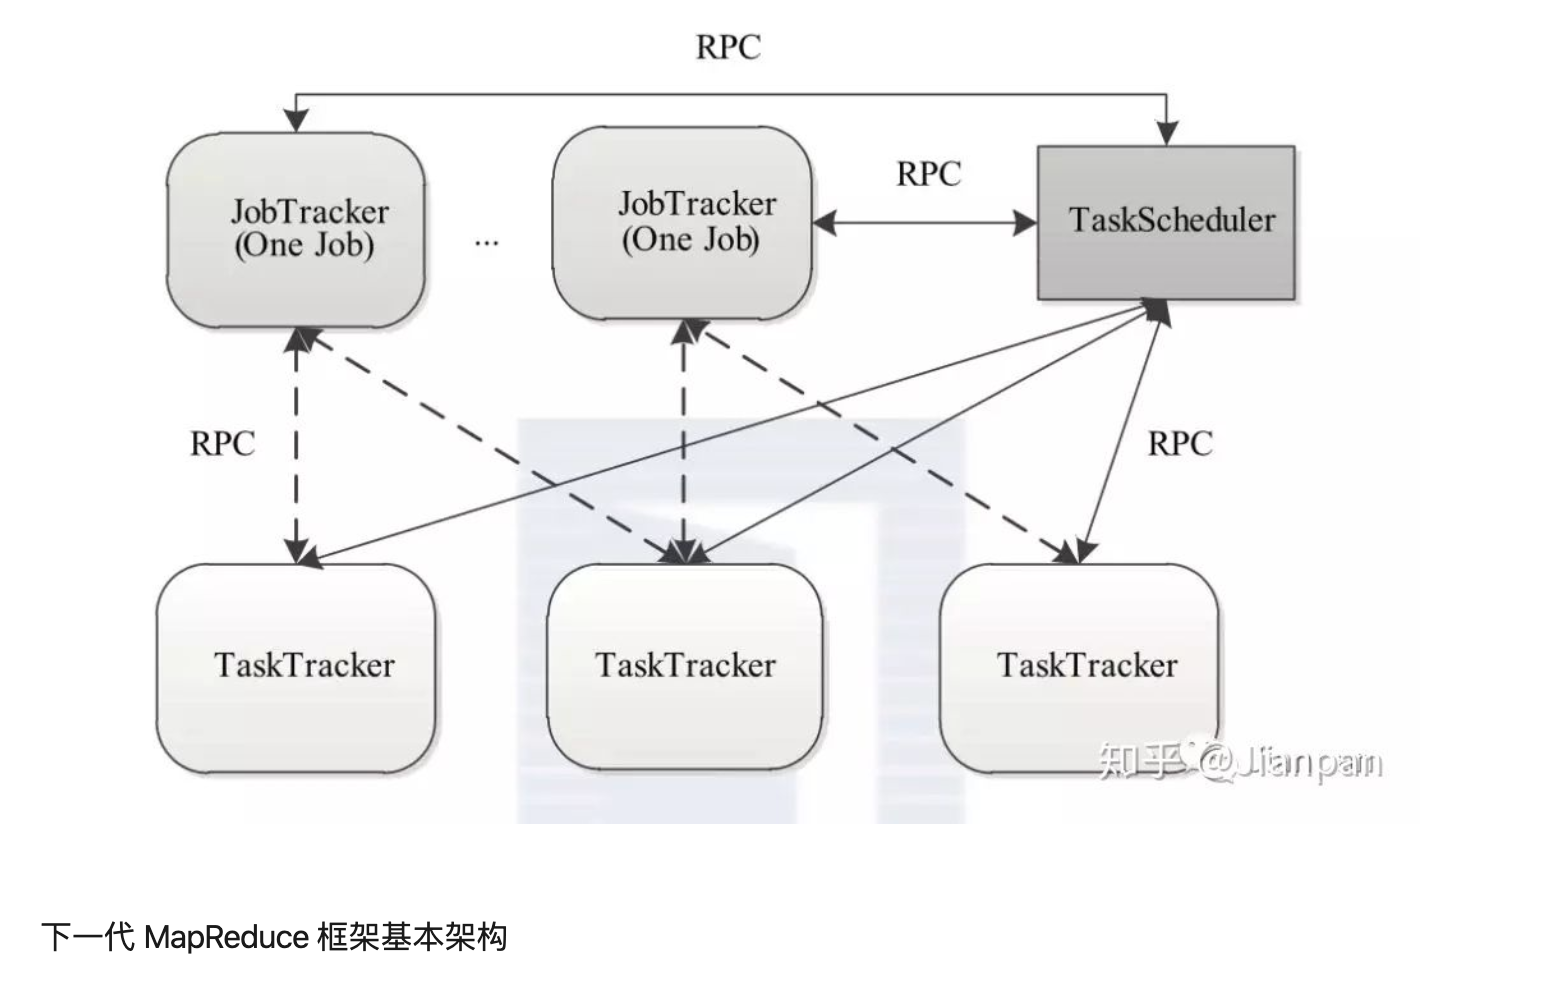 RPC
JobTracker
(One Job)
...
JobTracker
(One Job)
RPC
TaskScheduler
RPC
RPC
TaskTracker
TaskTracker
TaskTracker
知乎 @Jianpan
下一代 MapReduce 框架基本架构